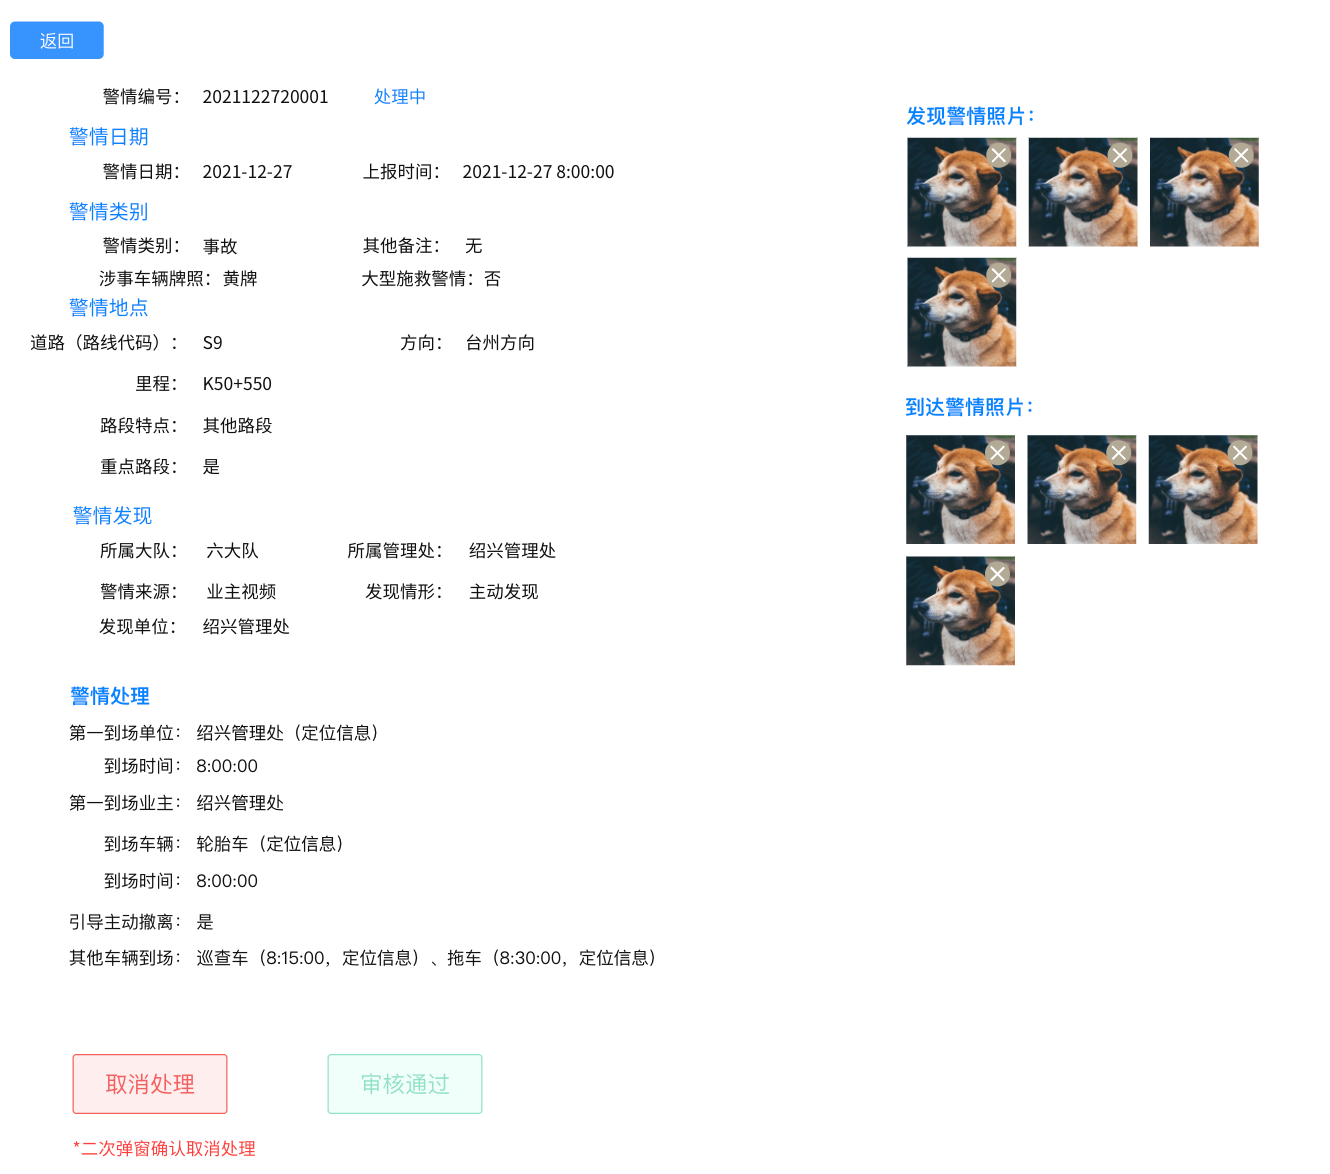 返回
警情编号： 2021122720001 处理中
警情日期
警情日期： 2021-12-27 上报时间： 2021-12-27 8:00:00
警情类别
警情类别： 事故 其他备注： 无
涉事车辆牌照：黄牌 大型施救警情：否
警情地点
道路（路线代码）： S9 方向： 台州方向
里程： K50+550
路段特点： 其他路段
重点路段： 是
警情发现
所属大队： 六大队 所属管理处： 绍兴管理处
警情来源： 业主视频 发现情形： 主动发现
发现单位： 绍兴管理处
警情处理
第一到场单位： 绍兴管理处（定位信息）
到场时间： 8:00:00
第一到场业主： 绍兴管理处
到场车辆： 轮胎车（定位信息）
到场时间： 8:00:00
引导主动撤离： 是
其他车辆到场： 巡查车（8:15:00，定位信息）、拖车（8:30:00，定位信息）
取消处理 审核通过
*二次弹窗确认取消处理
发现警情照片：
到达警情照片：